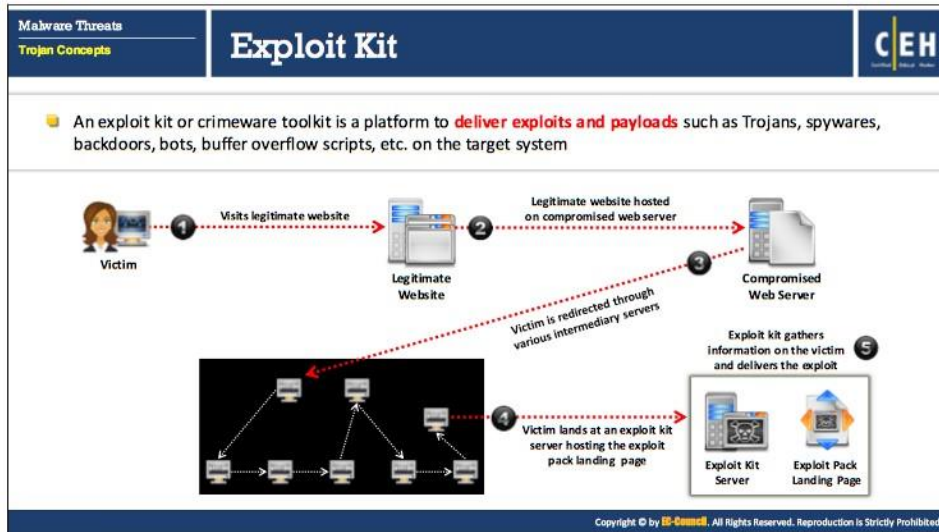 Malware Threats
Trojan Concepts
Exploit Kit
CEH
An exploit kit or crimeware toolkit is a platform to deliver exploits and payloads such as Trojans, spywares,
backdoors, bots, buffer overflow scripts, etc. on the target system
Victim
1
Visits legitimate website
Legitimate
Website
2
Legitimate website hosted
on compromised web server
Compromised
Web Server
3
Victim is redirected through
various intermediary servers
4
Victim lands at an exploit kit
server hosting the exploit
pack landing page
Exploit kit gathers
information on the victim
and delivers the exploit
5
Exploit Kit
Server
Exploit Pack
Landing Page
Copyright © by EC-Council. All Rights Reserved. Reproduction is Strictly Prohibited